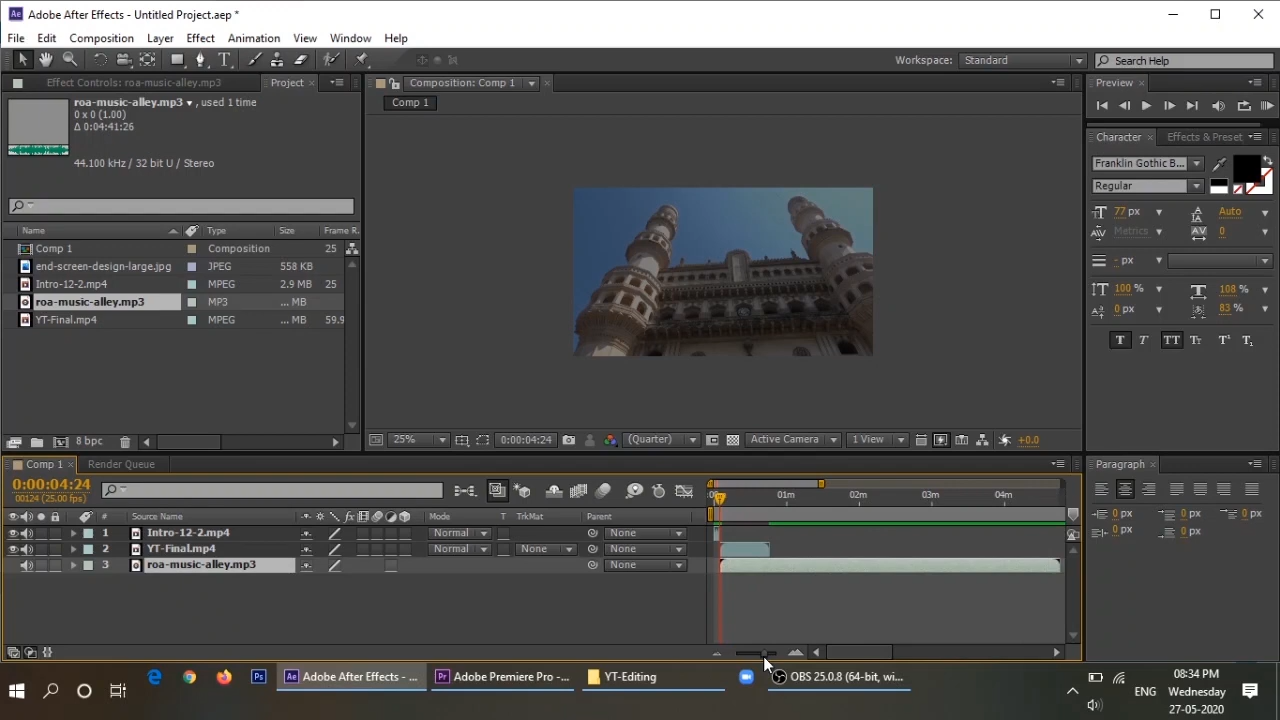 Adobe After Effects - Untitled Project.aep *
File Edit Composition Layer Effect Animation View Window Help
Workspace: Standard Search Help
Effect Controls: roa-music-alley.mp3 Project Composition: Comp 1 Preview
roa-music-alley.mp3 , used 1 time
0 x 0 (1.00)
Δ 0:04:41:26
44.100 kHz / 32 bit U / Stereo
Comp 1
Character Effects & Preset
Franklin Gothic B...
Regular
77 px Auto
Metrics 0
- px
100 % 108 %
0 px 83 %
T T TT Tr T¹ T₁
Name Type Size Frame R.
Comp 1 Composition 25
end-screen-design-large.jpg JPEG 558 KB
Intro-12-2.mp4 MPEG 2.9 MB 25
roa-music-alley.mp3 MP3 ... MB
YT-Final.mp4 MPEG ... MB 59.9
8 bpc
25% 0:00:04:24 (Quarter) Active Camera 1 View +0.0
Comp 1 Render Queue
0:00:04:24
00124 (25.00 fps)
01m 02m 03m 04m
# Source Name Mode T TrkMat Parent
1 Intro-12-2.mp4 Normal None
2 YT-Final.mp4 Normal None None
3 roa-music-alley.mp3 None
Paragraph
0 px 0 px
0 px 0 px
Adobe After Effects - ... Adobe Premiere Pro -... YT-Editing OBS 25.0.8 (64-bit, wi...
ENG
08:34 PM
Wednesday
27-05-2020